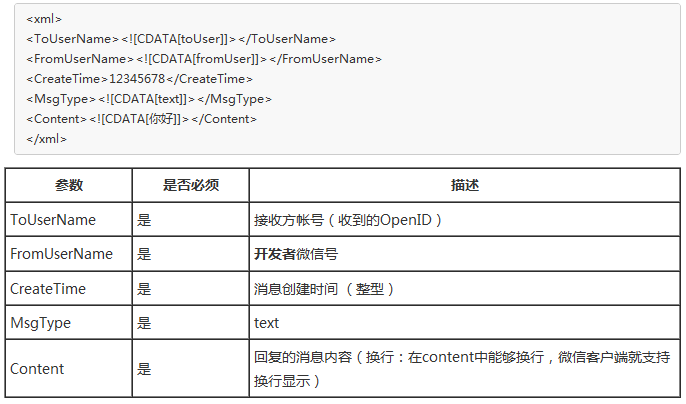 <xml>
<ToUserName><![CDATA[toUser]]></ToUserName>
<FromUserName><![CDATA[fromUser]]></FromUserName>
<CreateTime>12345678</CreateTime>
<MsgType><![CDATA[text]]></MsgType>
<Content><![CDATA[你好]]></Content>
</xml>
参数 是否必须 描述
ToUserName 是 接收方帐号（收到的OpenID）
FromUserName 是 开发者微信号
CreateTime 是 消息创建时间 （整型）
MsgType 是 text
Content 是 回复的消息内容（换行：在content中能够换行，微信客户端就支持
换行显示）